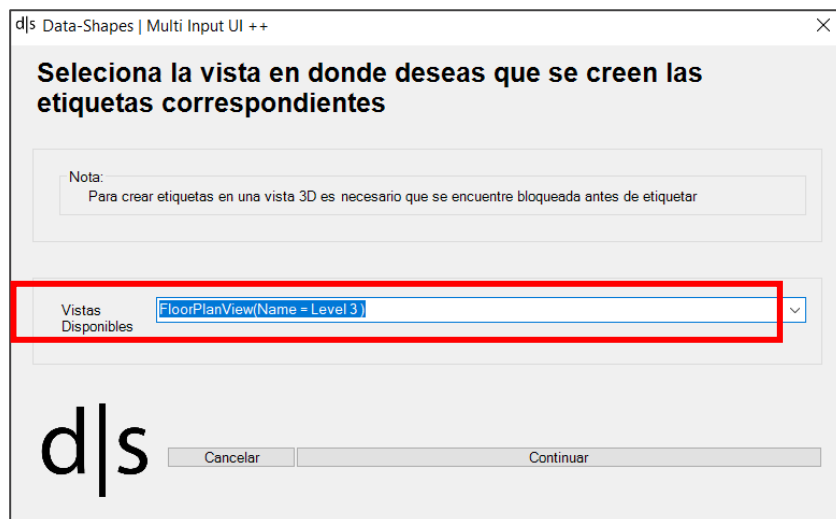 d|s Data-Shapes | Multi Input UI ++
Seleciona la vista en donde deseas que se creen las
etiquetas correspondientes
Nota:
Para crear etiquetas en una vista 3D es necesario que se encuentre bloqueada antes de etiquetar
Vistas
Disponibles
FloorPlanView(Name = Level 3 )
d|s
Cancelar
Continuar